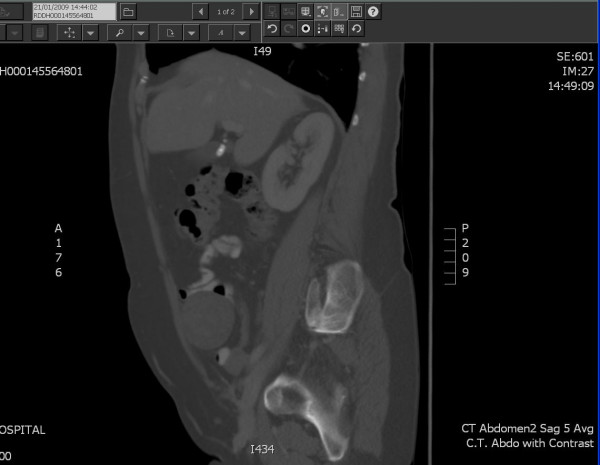 21/01/2009 14:44:02
RDDH000145564801
1 of 2
I49
H000145564801
SE:601
IM:27
14:49:09
A
1
7
6
P
2
0
9
OSPITAL
00
I434
CT Abdomen2 Sag 5 Avg
C.T. Abdo with Contrast